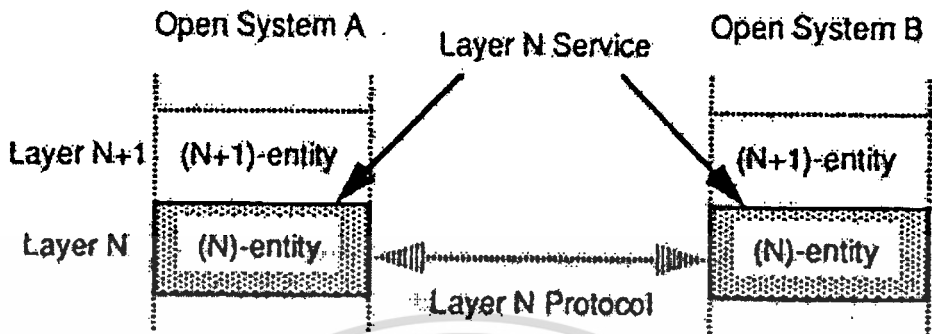 Open System A
Layer N Service
Open System B
Layer N+1
(N+1)-entity
(N+1)-entity
Layer N
(N)-entity
(N)-entity
Layer N Protocol